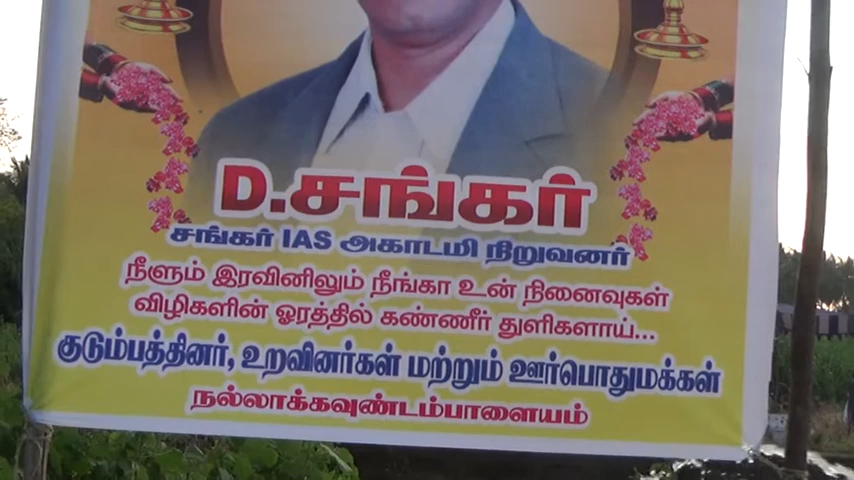 D.சங்கர்
சங்கர் IAS அகாடமி நிறுவனர்
நீளும் இரவினிலும் நீங்கா உன் நினைவுகள்
விழிகளின் ஓரத்தில் கண்ணீர் துளிகளாய்...
குடும்பத்தினர், உறவினர்கள் மற்றும் ஊர்பொதுமக்கள்
நல்லாக்கவுண்டம்பாளையம்